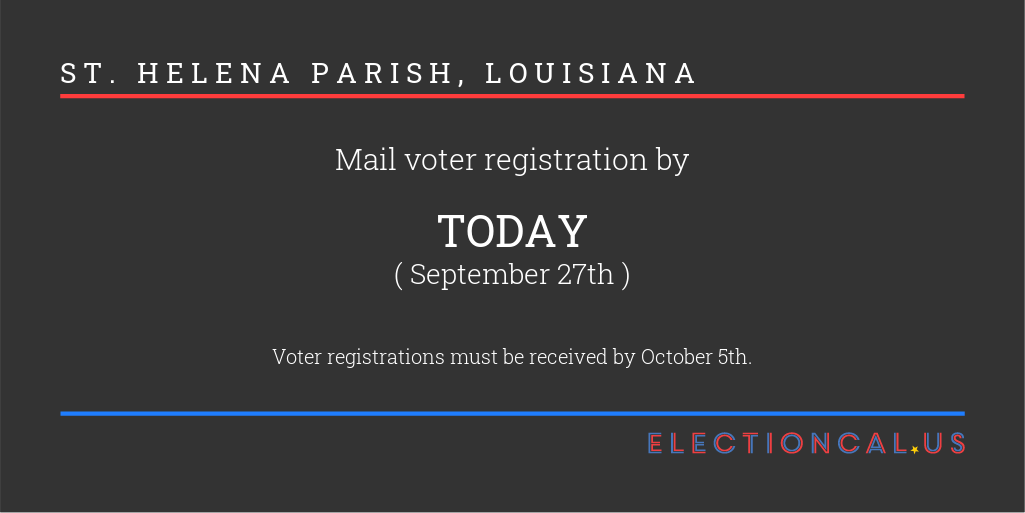 ST. HELENA PARISH, LOUISIANA
Mail voter registration by
TODAY
( September 27th )
Voter registrations must be received by October 5th.
ELECTIONCAL.US